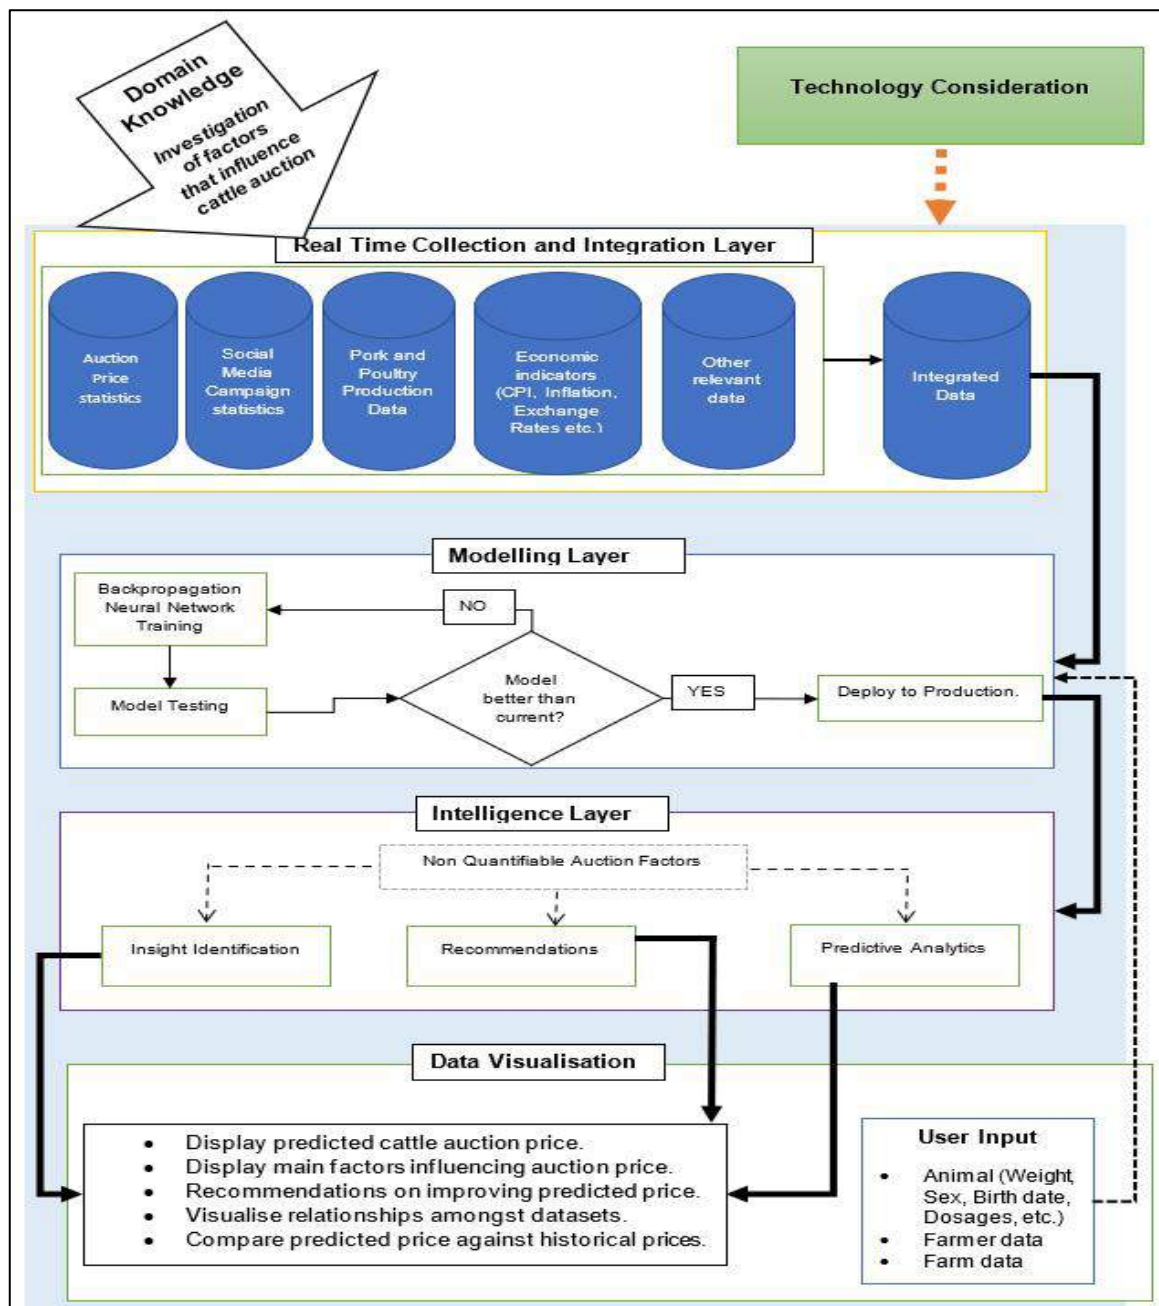 Domain
Knowledge
Investigation
of factors
that influence
cattle auction
Technology Consideration
Real Time Collection and Integration Layer
Auction
Price
statistics
Social
Media
Campaign
statistics
Pork and
Poultry
Production
Data
Economic
indicators
(CPI, Inflation,
Exchange
Rates etc.)
Other
relevant
data
Integrated
Data
Modelling Layer
Backpropagation
Neural Network
Training
NO
Model Testing
Model
better than
current?
YES
Deploy to Production.
Intelligence Layer
Non Quantifiable Auction Factors
Insight Identification
Recommendations
Predictive Analytics
Data Visualisation
• Display predicted cattle auction price.
• Display main factors influencing auction price.
• Recommendations on improving predicted price.
• Visualise relationships amongst datasets.
• Compare predicted price against historical prices.
User Input
• Animal (Weight,
Sex, Birth date,
Dosages, etc.)
• Farmer data
• Farm data